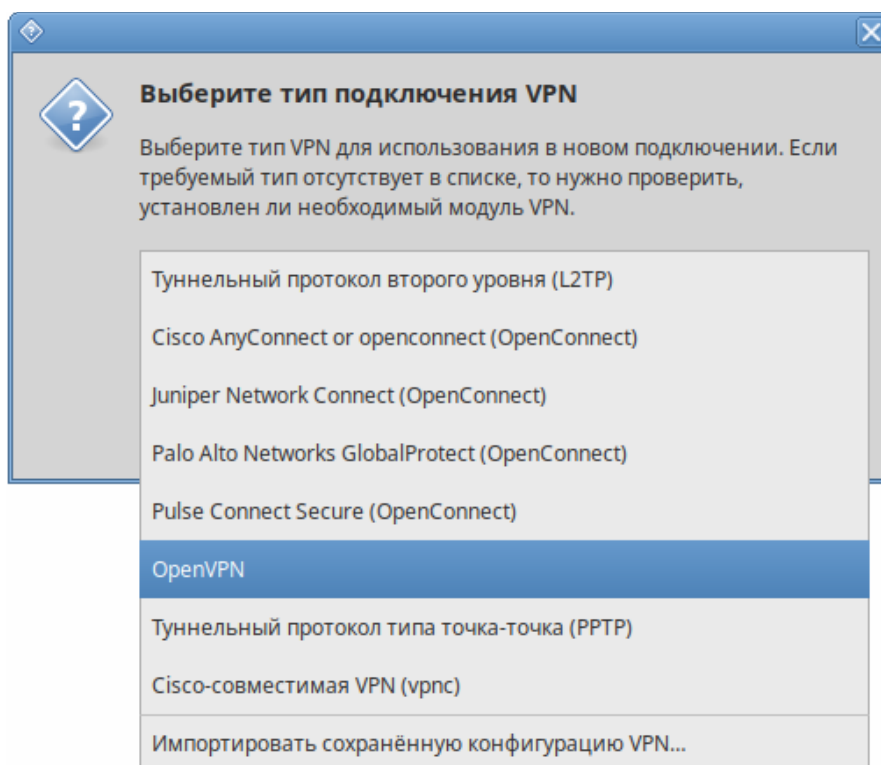 Выберите тип подключения VPN
Выберите тип VPN для использования в новом подключении. Если
требуемый тип отсутствует в списке, то нужно проверить,
установлен ли необходимый модуль VPN.
Туннельный протокол второго уровня (L2TP)
Cisco AnyConnect or openconnect (OpenConnect)
Juniper Network Connect (OpenConnect)
Palo Alto Networks GlobalProtect (OpenConnect)
Pulse Connect Secure (OpenConnect)
OpenVPN
Туннельный протокол типа точка-точка (PPTP)
Cisco-совместимая VPN (vpnc)
Импортировать сохранённую конфигурацию VPN...